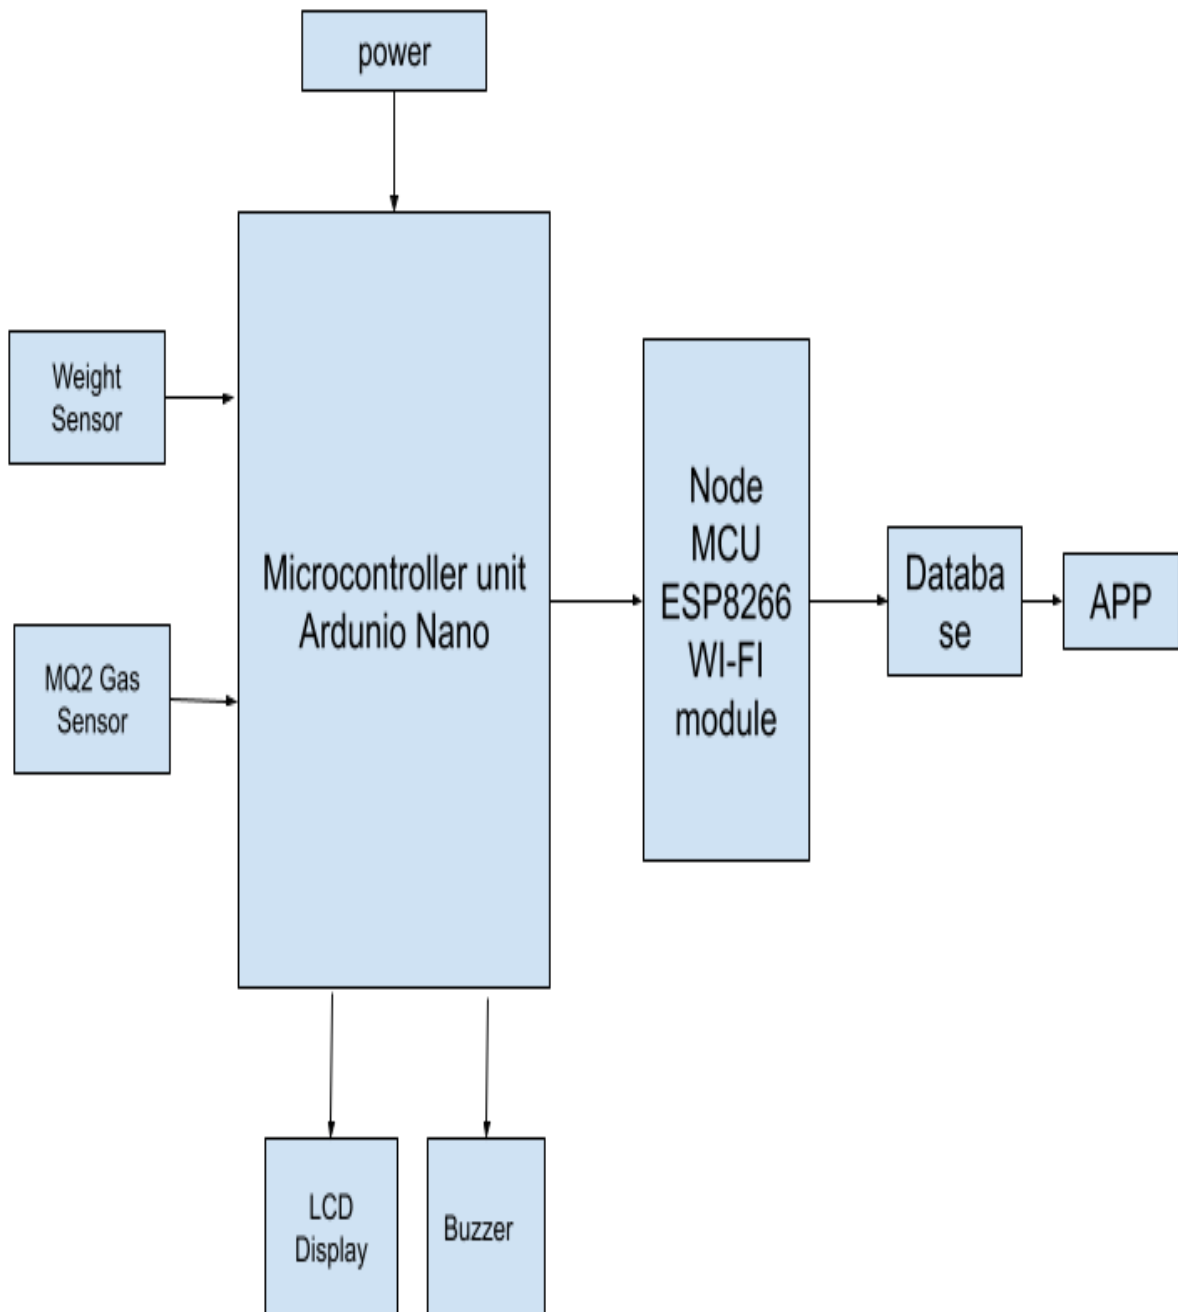 power
Weight
Sensor
Microcontroller unit
Ardunio Nano
MQ2 Gas
Sensor
Node
MCU
ESP8266
WI-FI
module
Databa
se
APP
LCD
Display
Buzzer